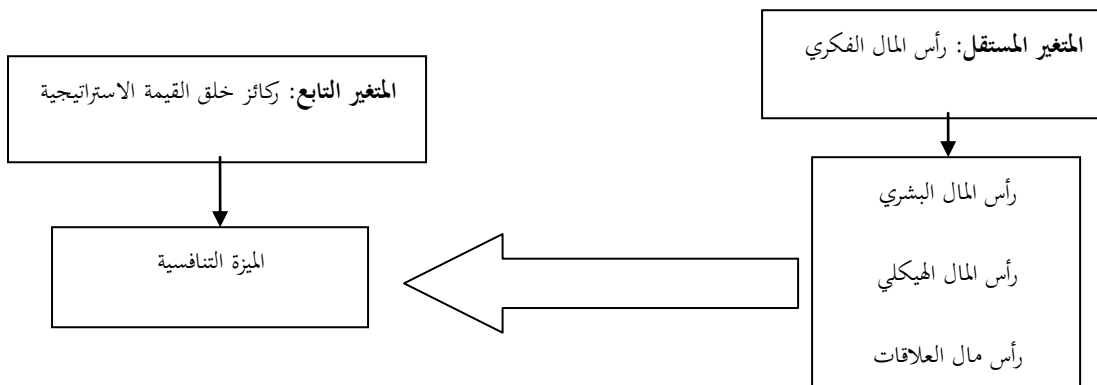 المتغير المستقل: رأس المال الفكري
المتغير التابع: ركائز خلق القيمة الاستراتيجية
رأس المال البشري
رأس المال الهيكلي
رأس مال العلاقات
الميزة التنافسية